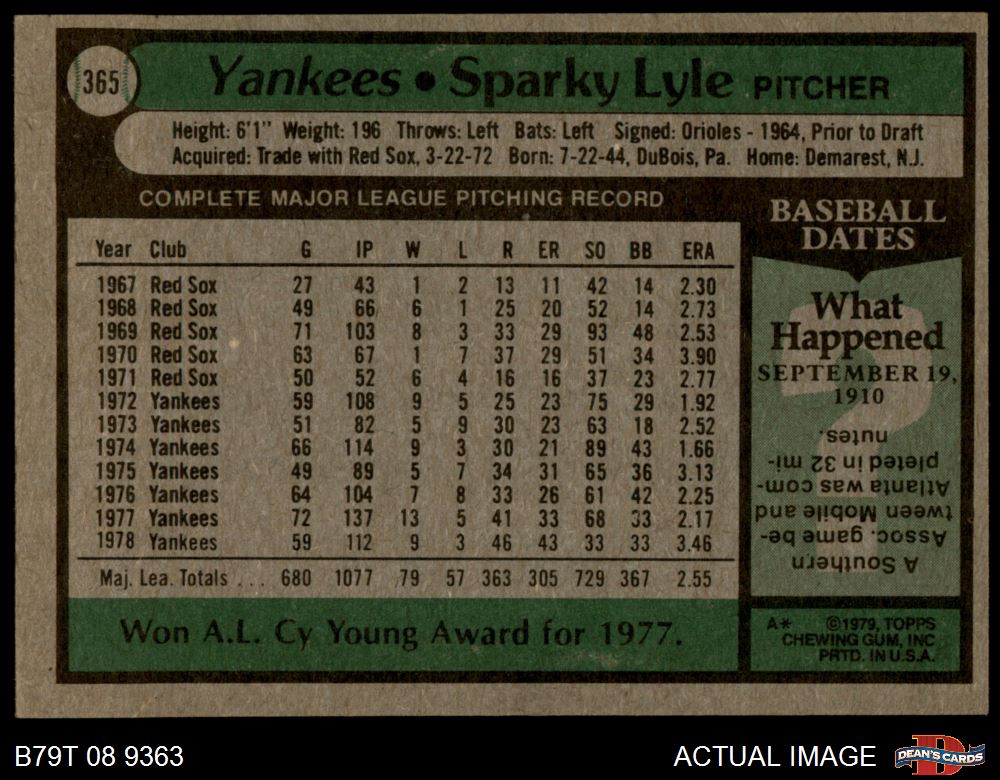 365
Yankees • Sparky Lyle PITCHER
Height: 6'1" Weight: 196 Throws: Left Bats: Left Signed: Orioles - 1964, Prior to Draft
Acquired: Trade with Red Sox, 3-22-72 Born: 7-22-44, DuBois, Pa. Home: Demarest, N.J.
COMPLETE MAJOR LEAGUE PITCHING RECORD
Year Club G IP W L R ER SO BB ERA
1967 Red Sox 27 43 1 2 13 11 42 14 2.30
1968 Red Sox 49 66 6 1 25 20 52 14 2.73
1969 Red Sox 71 103 8 3 33 29 93 48 2.53
1970 Red Sox 63 67 1 7 37 29 51 34 3.90
1971 Red Sox 50 52 6 4 16 16 37 23 2.77
1972 Yankees 59 108 9 5 25 23 75 29 1.92
1973 Yankees 51 82 5 9 30 23 63 18 2.52
1974 Yankees 66 114 9 3 30 21 89 43 1.66
1975 Yankees 49 89 5 7 34 31 65 36 3.13
1976 Yankees 64 104 7 8 33 26 61 42 2.25
1977 Yankees 72 137 13 5 41 33 68 33 2.17
1978 Yankees 59 112 9 3 46 43 33 33 3.46
Maj. Lea. Totals ... 680 1077 79 57 363 305 729 367 2.55
Won A.L. Cy Young Award for 1977.
BASEBALL
DATES
What
Happened
SEPTEMBER 19,
1910
A Southern
Assoc. game be-
tween Mobile and
Atlanta was com-
pleted in 32 mi-
nutes.
A* ©1979, TOPPS
CHEWING GUM, INC
PRTD. IN U.S.A.
B79T 08 9363
ACTUAL IMAGE
D
DEAN'S CARDS